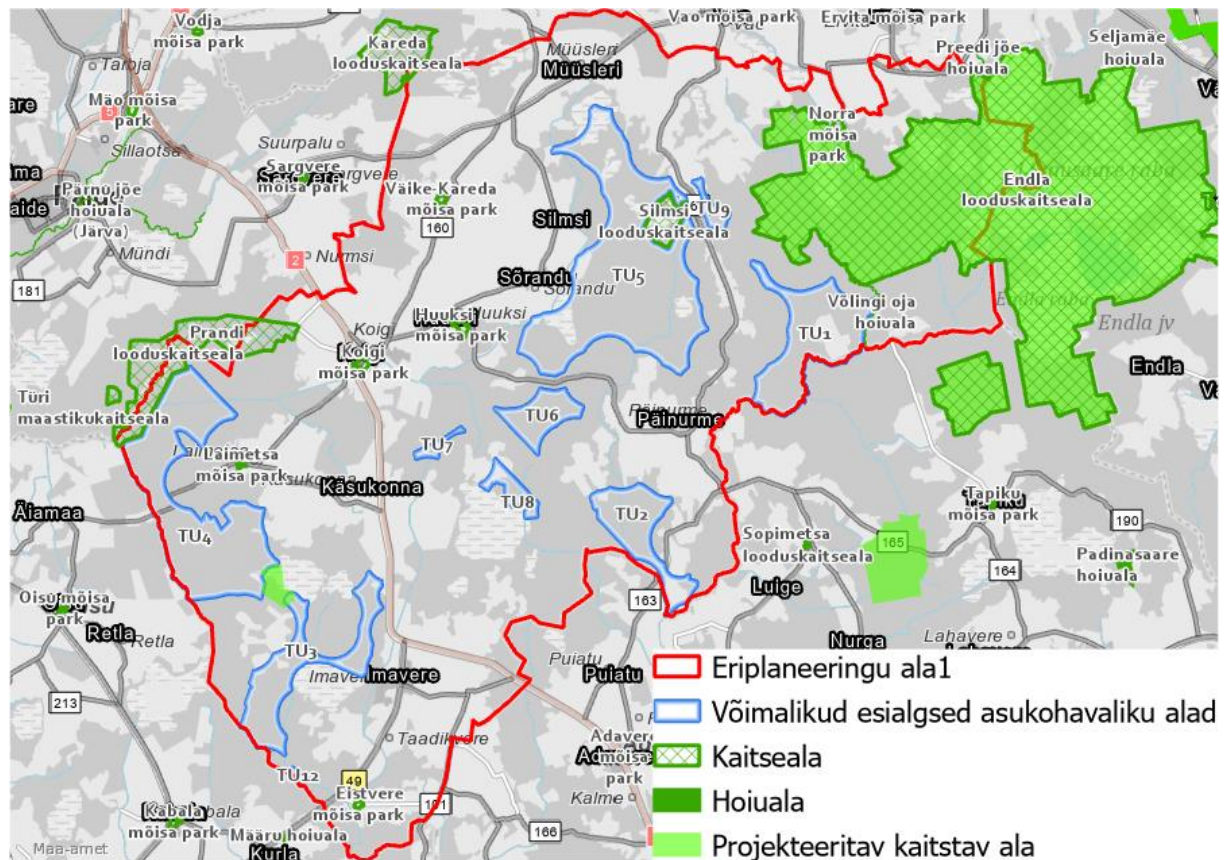 Vodja
mõisa park
Kareda
looduskaitseala
Müüsleri
Müüsleri
Vao mõisa park
Vao
Ervita mõisa park
Preedi jõe
hoiuala
Seljamäe
hoiuala
Tarbja
Mäo mõisa
park
Sillaotsa
Suurpalu
Sargvere
mõisa park
Väike-Kareda
mõisa park
160
Norra
mõisa
park
Endla
looduskaitseala
Pärnu jõe
hoiuala
(Järva)
Mündi
181
2
Nurmsi
Silmsi
Silmsi
looduskaitseala
TU9
TU5
Sõrandu
Sõrandu
Endla raba
Endla jv
Endla
Võlingi oja
hoiuala
TU1
Prandi
looduskaitseala
Koigi
Koigi
mõisa park
Huuksi
Huuksi
mõisa park
Türi
maastikukaitseala
TU6
TU7
TU8
Päinurme
Päinurme
Laimetsa
mõisa park
Käsukonna
Äiamaa
TU4
TU2
Tapiku
mõisa park
190
Sopimetsa
looduskaitseala
165
164
Padinasaare
hoiuala
Luige
163
Oisu mõisa
park
Retla
Retla
TU3
Imavere
Nurga
Lahavere
Puiatu
Puiatu
213
Taadikvere
Adavere
mõisa
park
Kalme
TU12
49
Eistvere
mõisa park
101
166
Kabala
mõisa park
Määru hoiuala
Kurla
Maa-amet
Eriplaneeringu ala1
Võimalikud esialgsed asukohavaliku alad
Kaitseala
Hoiuala
Projekteeritav kaitstav ala